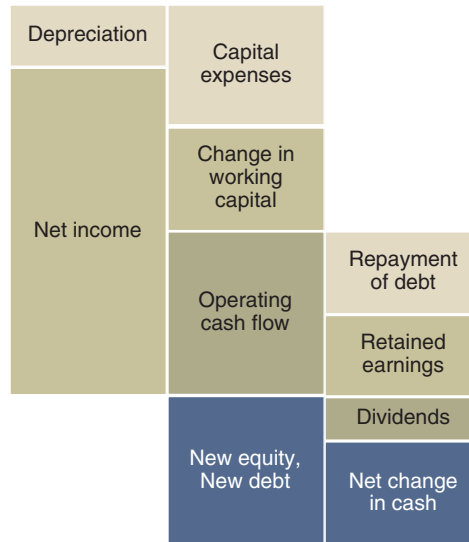 Depreciation
Net income
Capital
expenses
Change in
working
capital
Operating
cash flow
New equity,
New debt
Repayment
of debt
Retained
earnings
Dividends
Net change
in cash